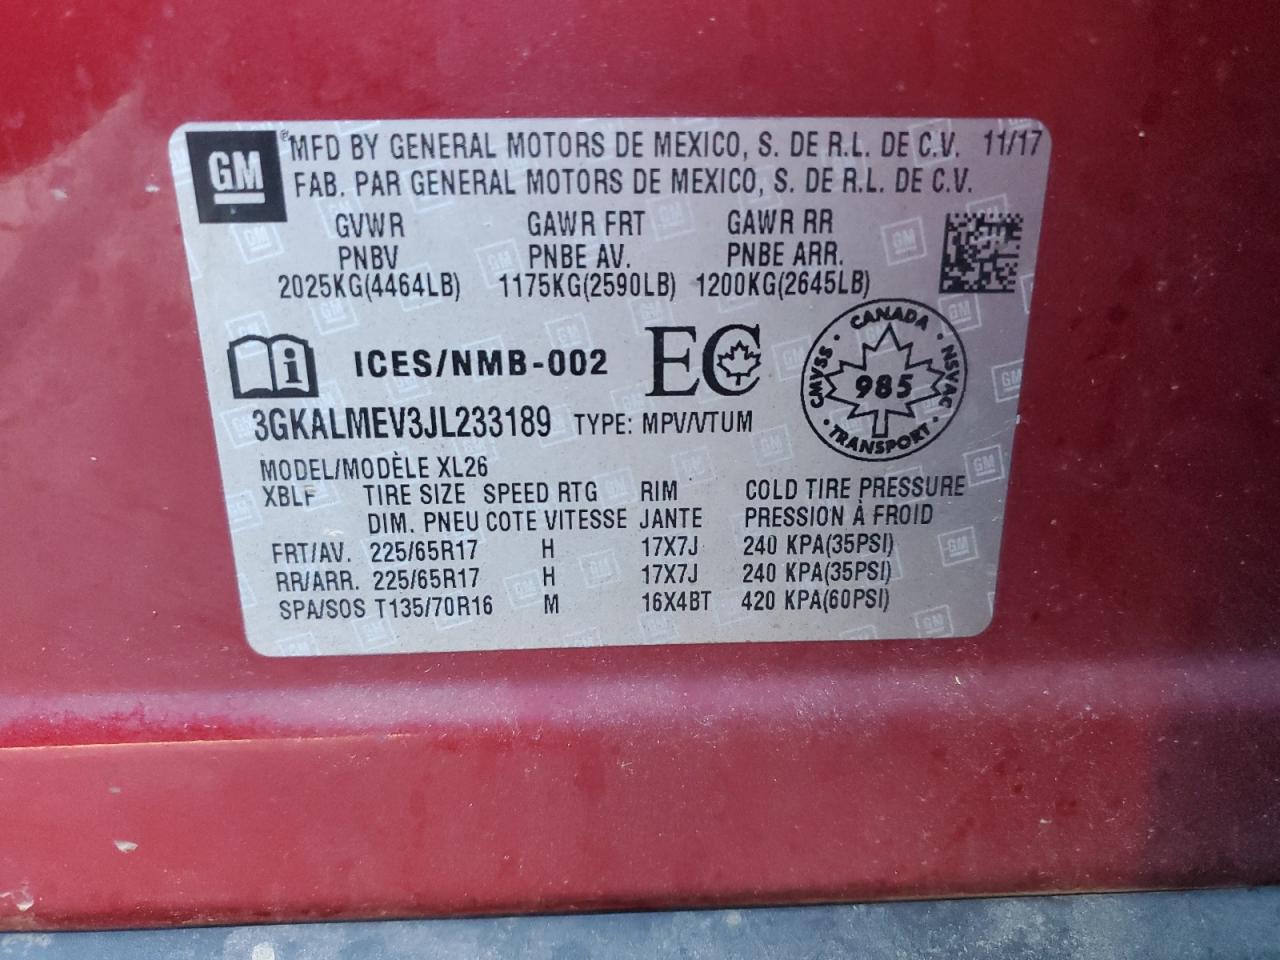 GM ® MFD BY GENERAL MOTORS DE MEXICO, S. DE R.L. DE C.V. 11/17
FAB. PAR GENERAL MOTORS DE MEXICO, S. DE R.L. DE C.V.
GVWR GAWR FRT GAWR RR
PNBV PNBE AV. PNBE ARR.
2025KG(4464LB) 1175KG(2590LB) 1200KG(2645LB)
i ICES/NMB-002 EC
CANADA
CMVSS 985 NSVAC
TRANSPORT
3GKALMEV3JL233189 TYPE: MPV/VTUM
MODEL/MODÈLE XL26
XBLF TIRE SIZE SPEED RTG RIM COLD TIRE PRESSURE
DIM. PNEU COTE VITESSE JANTE PRESSION À FROID
FRT/AV. 225/65R17 H 17X7J 240 KPA(35PSI)
RR/ARR. 225/65R17 H 17X7J 240 KPA(35PSI)
SPA/SOS T135/70R16 M 16X4BT 420 KPA(60PSI)